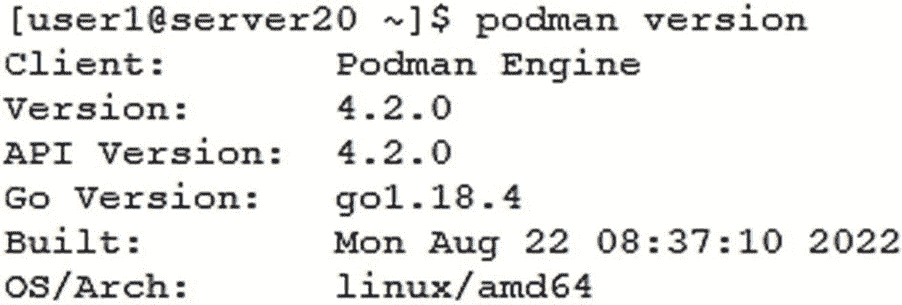 [user1@server20 ~]$ podman version
Client:       Podman Engine
Version:      4.2.0
API Version:  4.2.0
Go Version:   go1.18.4
Built:        Mon Aug 22 08:37:10 2022
OS/Arch:      linux/amd64